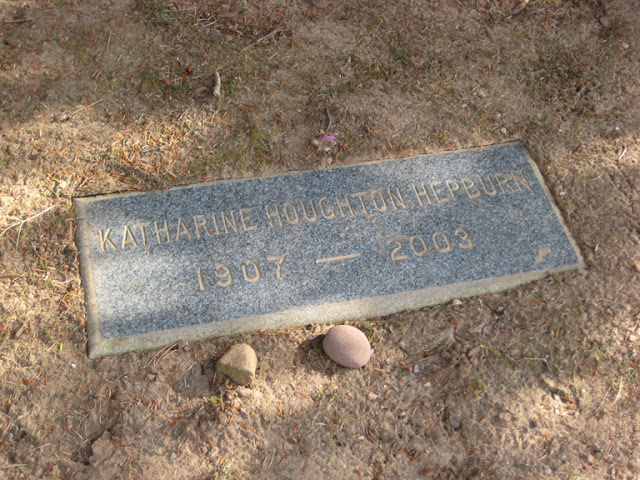 KATHARINE HOUGHTON HEPBURN
1907 — 2003